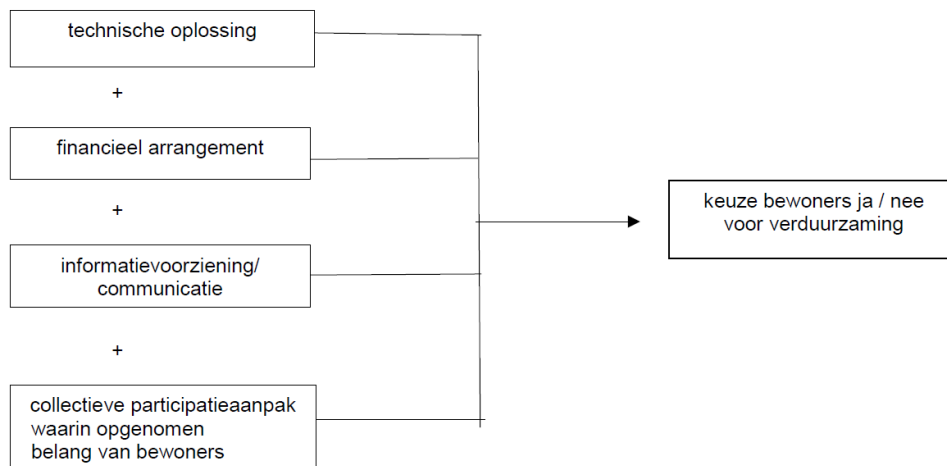 technische oplossing
+
financieel arrangement
+
informatievoorziening/
communicatie
+
collectieve participatieaanpak
waarin opgenomen
belang van bewoners
keuze bewoners ja / nee
voor verduurzaming